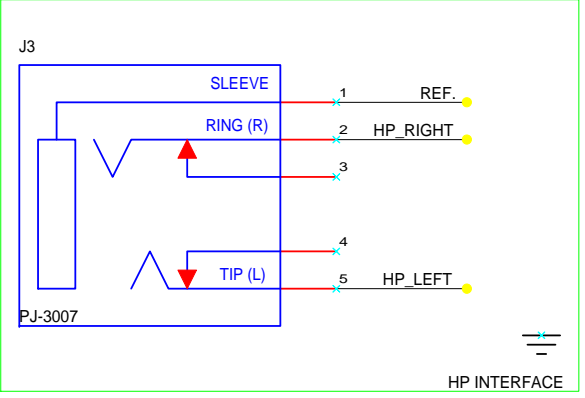 J3
SLEEVE
1
REF.
RING (R)
2
HP_RIGHT
3
4
TIP (L)
5
HP_LEFT
PJ-3007
HP INTERFACE